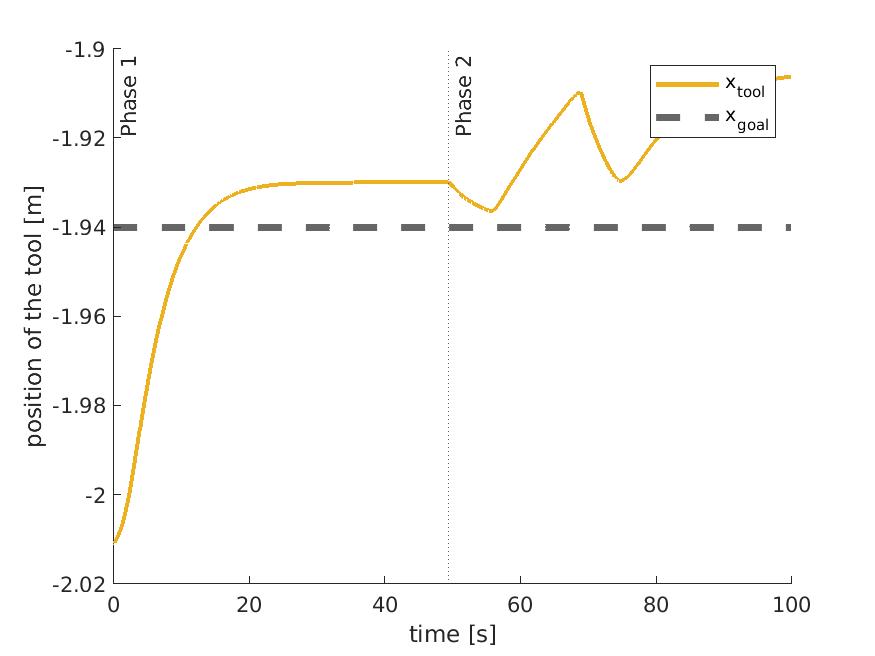 -1.9
-1.92
-1.94
-1.96
-1.98
-2
-2.02
0
20
40
60
80
100
position of the tool [m]
time [s]
Phase 1
Phase 2
x_tool
x_goal